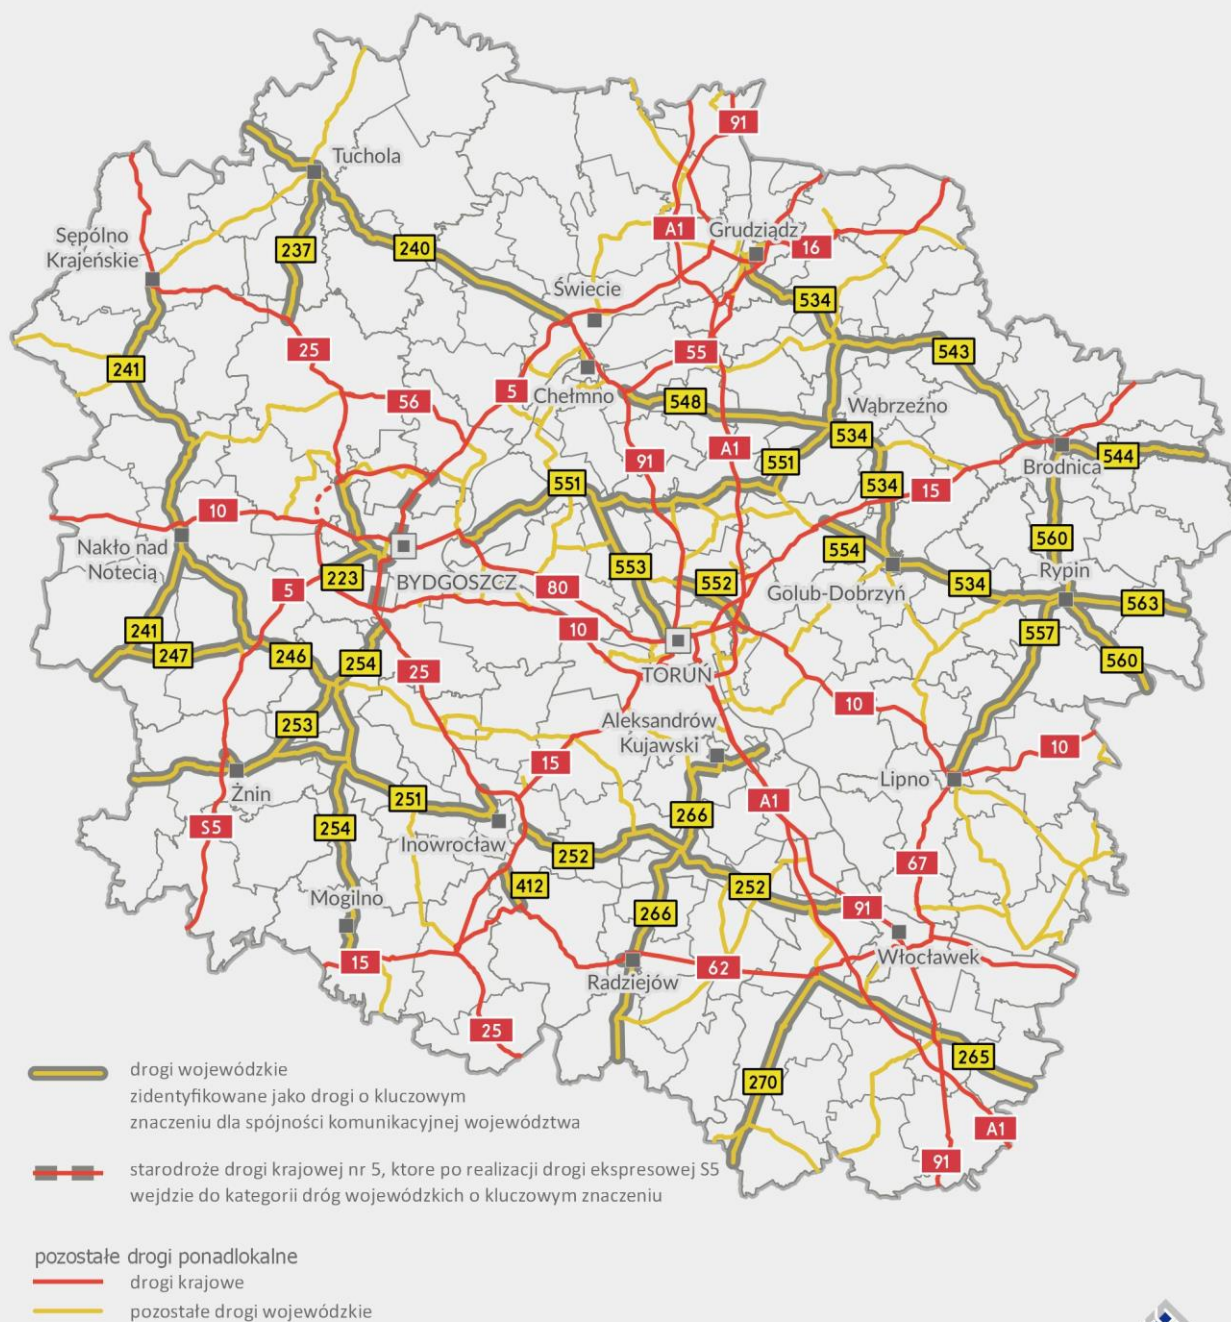 91
Tuchola
A1
Grudziądz
16
Sępólno
Krajeńskie
237
240
Świecie
534
25
55
543
241
56
5
Chełmno
548
Wąbrzeźno
534
A1
544
Brodnica
91
551
551
534
15
10
Nakło nad
Notecią
560
554
553
Rypin
223
BYDGOSZCZ
552
Golub-Dobrzyń
534
5
80
563
241
10
557
247
246
254
TORUŃ
560
25
10
253
Aleksandrów
Kujawski
10
15
Lipno
Żnin
251
A1
S5
254
266
Inowrocław
252
67
412
252
Mogilno
266
91
Włocławek
15
62
Radziejów
25
265
270
A1
91
drogi wojewódzkie
zidentyfikowane jako drogi o kluczowym
znaczeniu dla spójności komunikacyjnej województwa
starodroże drogi krajowej nr 5, ktore po realizacji drogi ekspresowej S5
wejdzie do kategorii dróg wojewódzkich o kluczowym znaczeniu
pozostałe drogi ponadlokalne
drogi krajowe
pozostałe drogi wojewódzkie